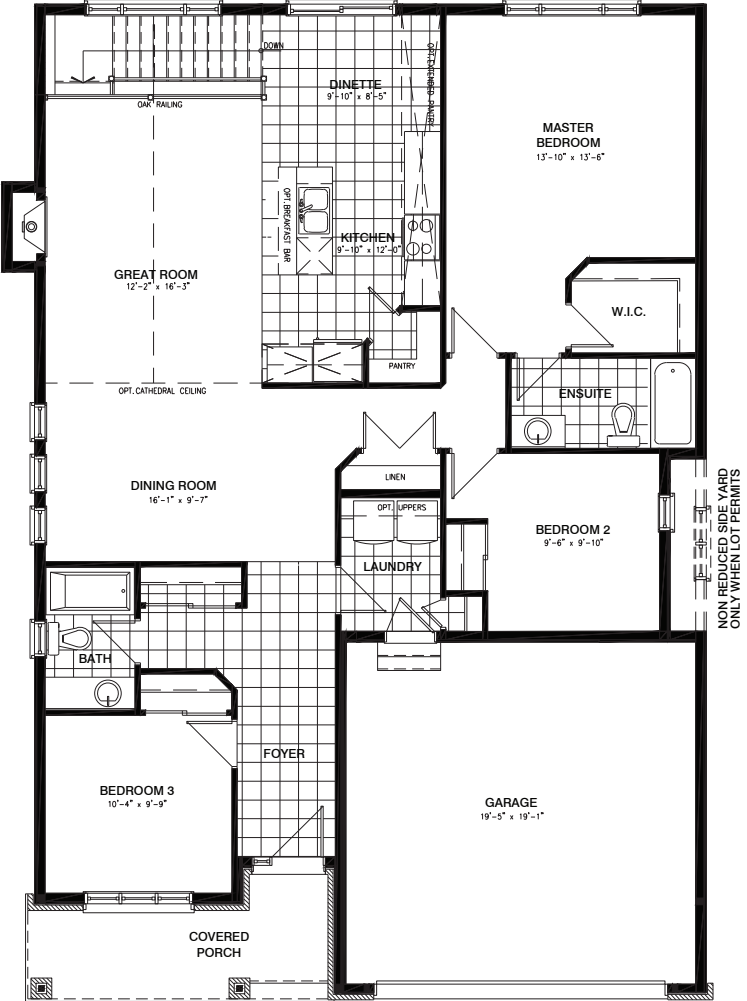 DOWN
OAK RAILING
DINETTE
9'-10" x 8'-5"
OPT.EXTENDED PANTRY
MASTER
BEDROOM
13'-10" x 13'-6"
OPT.BREAKFAST BAR
KITCHEN
9'-10" x 12'-0"
GREAT ROOM
12'-2" x 16'-3"
W.I.C.
PANTRY
OPT.CATHEDRAL CEILING
ENSUITE
LINEN
DINING ROOM
16'-1" x 9'-7"
OPT. UPPERS
LAUNDRY
BEDROOM 2
9'-6" x 9'-10"
NON REDUCED SIDE YARD
ONLY WHEN LOT PERMITS
BATH
FOYER
BEDROOM 3
10'-4" x 9'-9"
GARAGE
19'-5" x 19'-1"
COVERED
PORCH